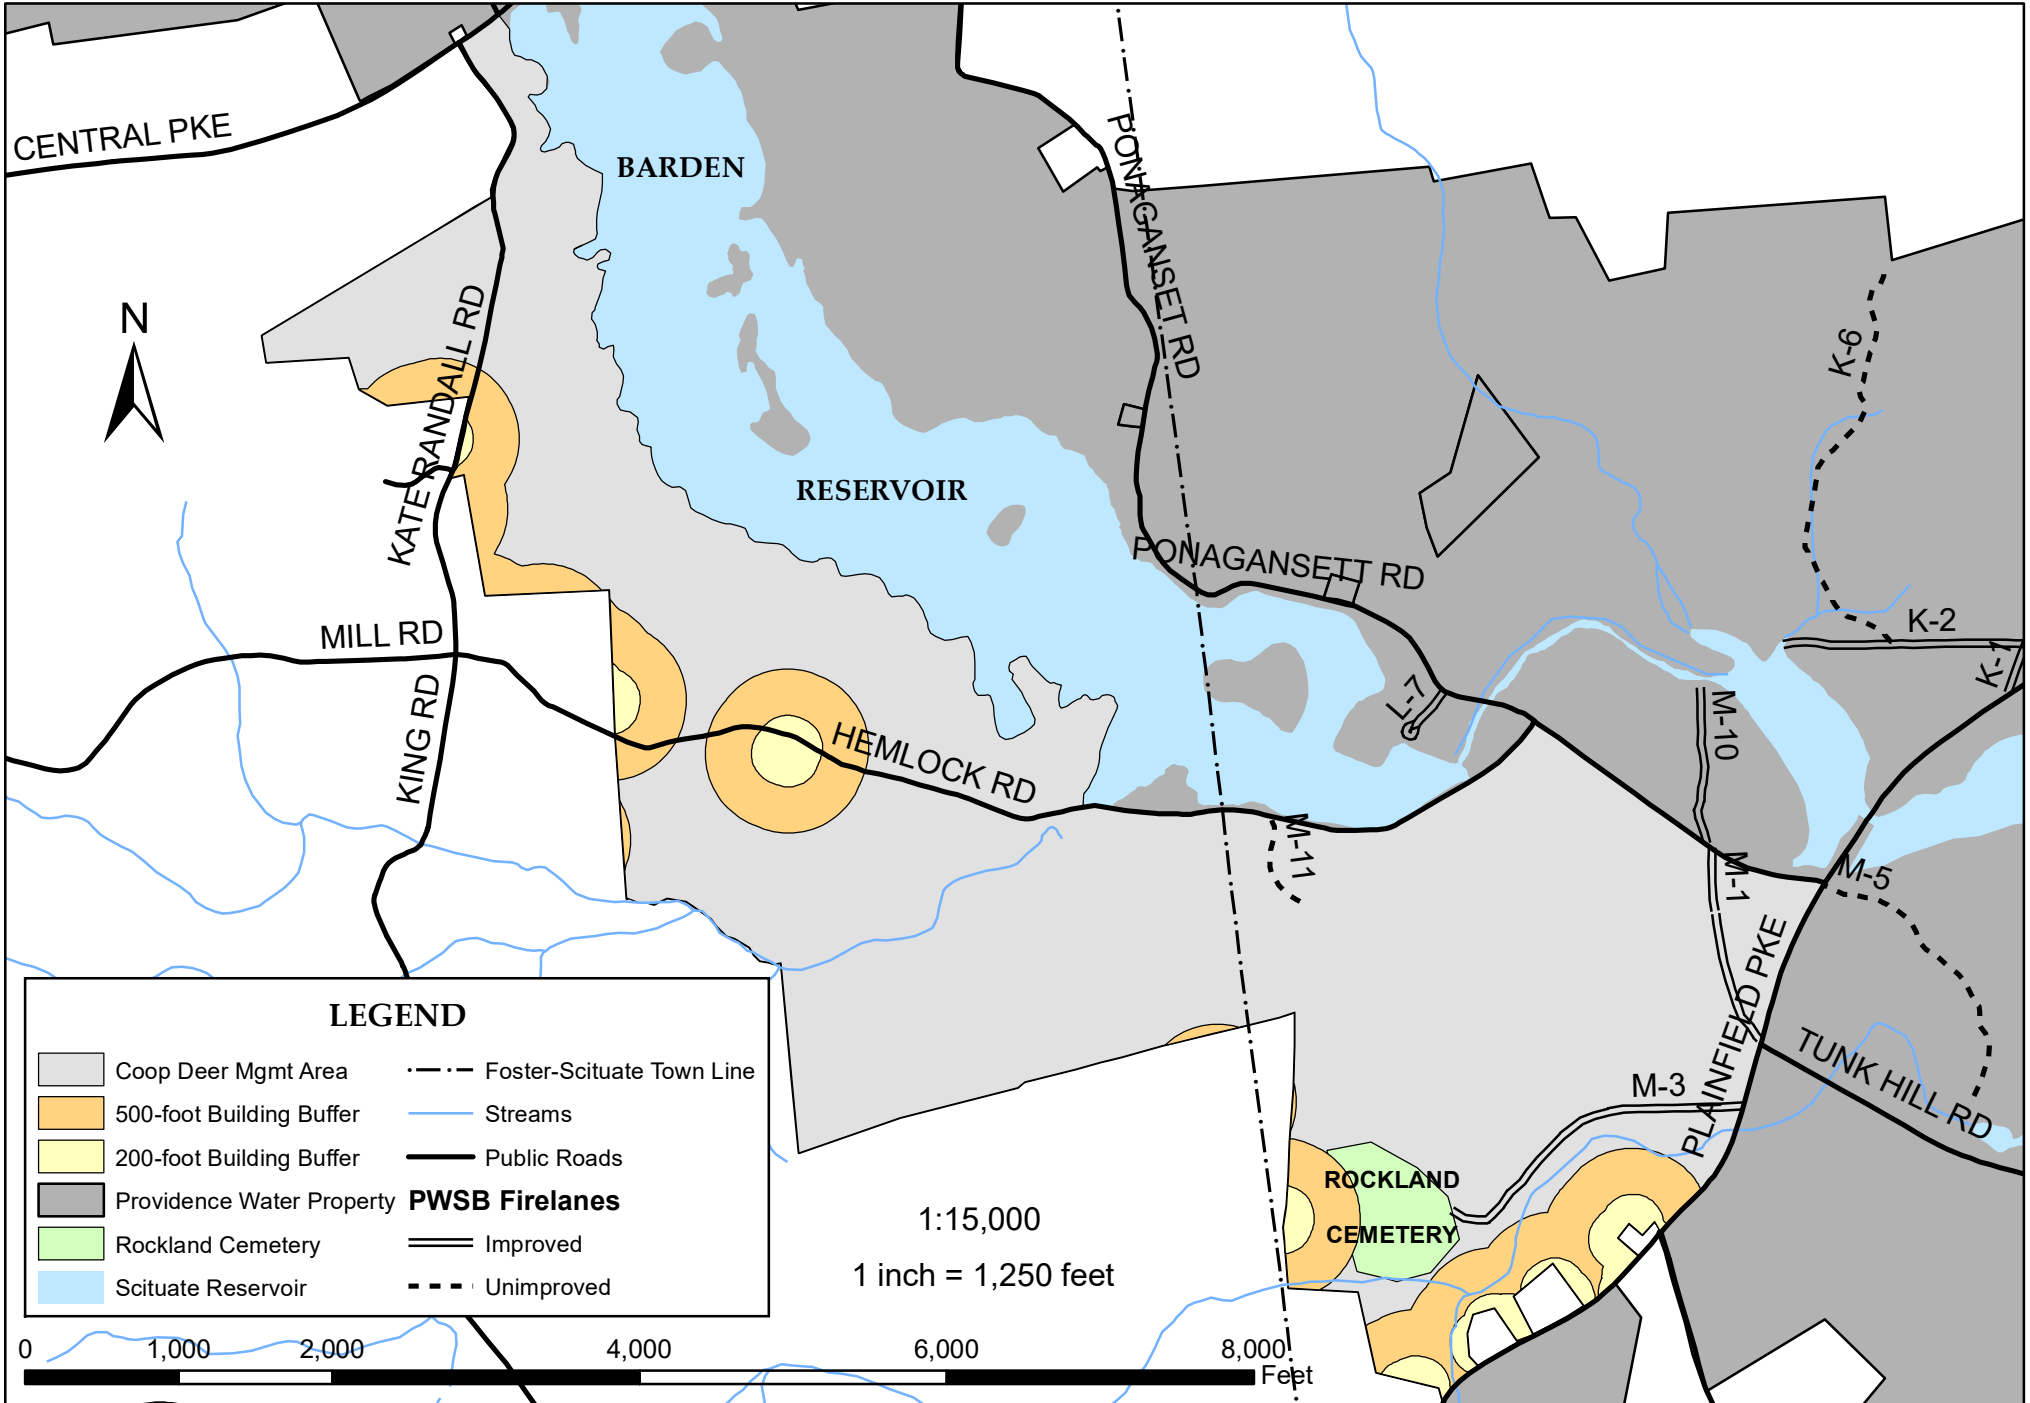 CENTRAL PKE
BARDEN
PONAGANSET RD
N
KATE RANDALL RD
K-6
RESERVOIR
PONAGANSETT RD
MILL RD
K-2
K-1
KING RD
L-7
M-10
HEMLOCK RD
M-11
M-1
M-5
PLAINFIELD PKE
TUNK HILL RD
M-3
ROCKLAND
CEMETERY
LEGEND
Coop Deer Mgmt Area
500-foot Building Buffer
200-foot Building Buffer
Providence Water Property
Rockland Cemetery
Scituate Reservoir
Foster-Scituate Town Line
Streams
Public Roads
PWSB Firelanes
Improved
Unimproved
1:15,000
1 inch = 1,250 feet
0 1,000 2,000 4,000 6,000 8,000
Feet